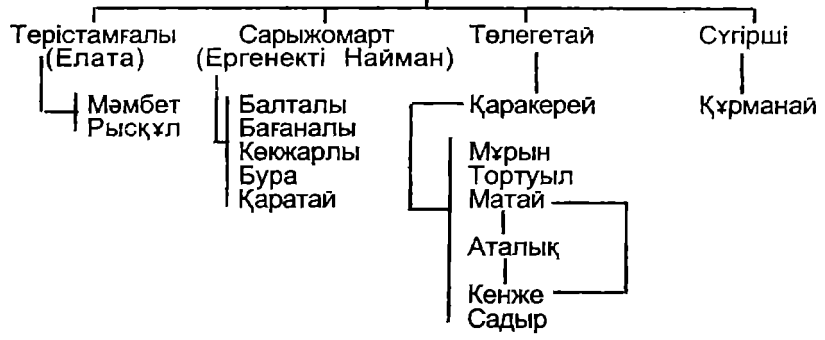 Терістамғалы Сарыжомарт Төлегетай Сүгірші
(Елата) (Ергенекті Найман)
Мәмбет Балталы Қаракерей Құрманай
Рысқұл Бағаналы
Көкжарлы Мұрын
Бура Тортуыл
Қаратай Матай
Аталық
Кенже
Садыр